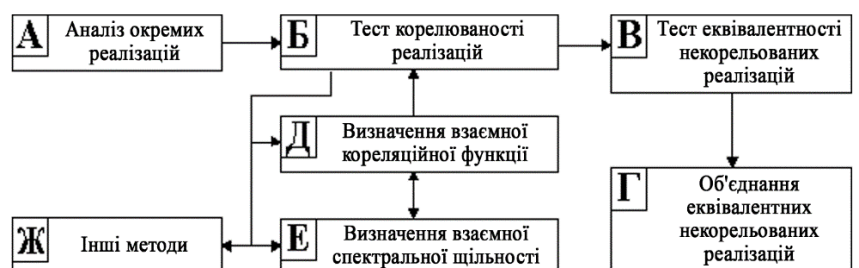 А
Аналіз окремих
реалізацій
Б
Тест корелюваності
реалізацій
В
Тест еквівалентності
некорельованих
реалізацій
Д
Визначення взаємної
кореляційної функції
Г
Об'єднання
еквівалентних
некорельованих
реалізацій
Ж
Інші методи
Е
Визначення взаємної
спектральної щільності